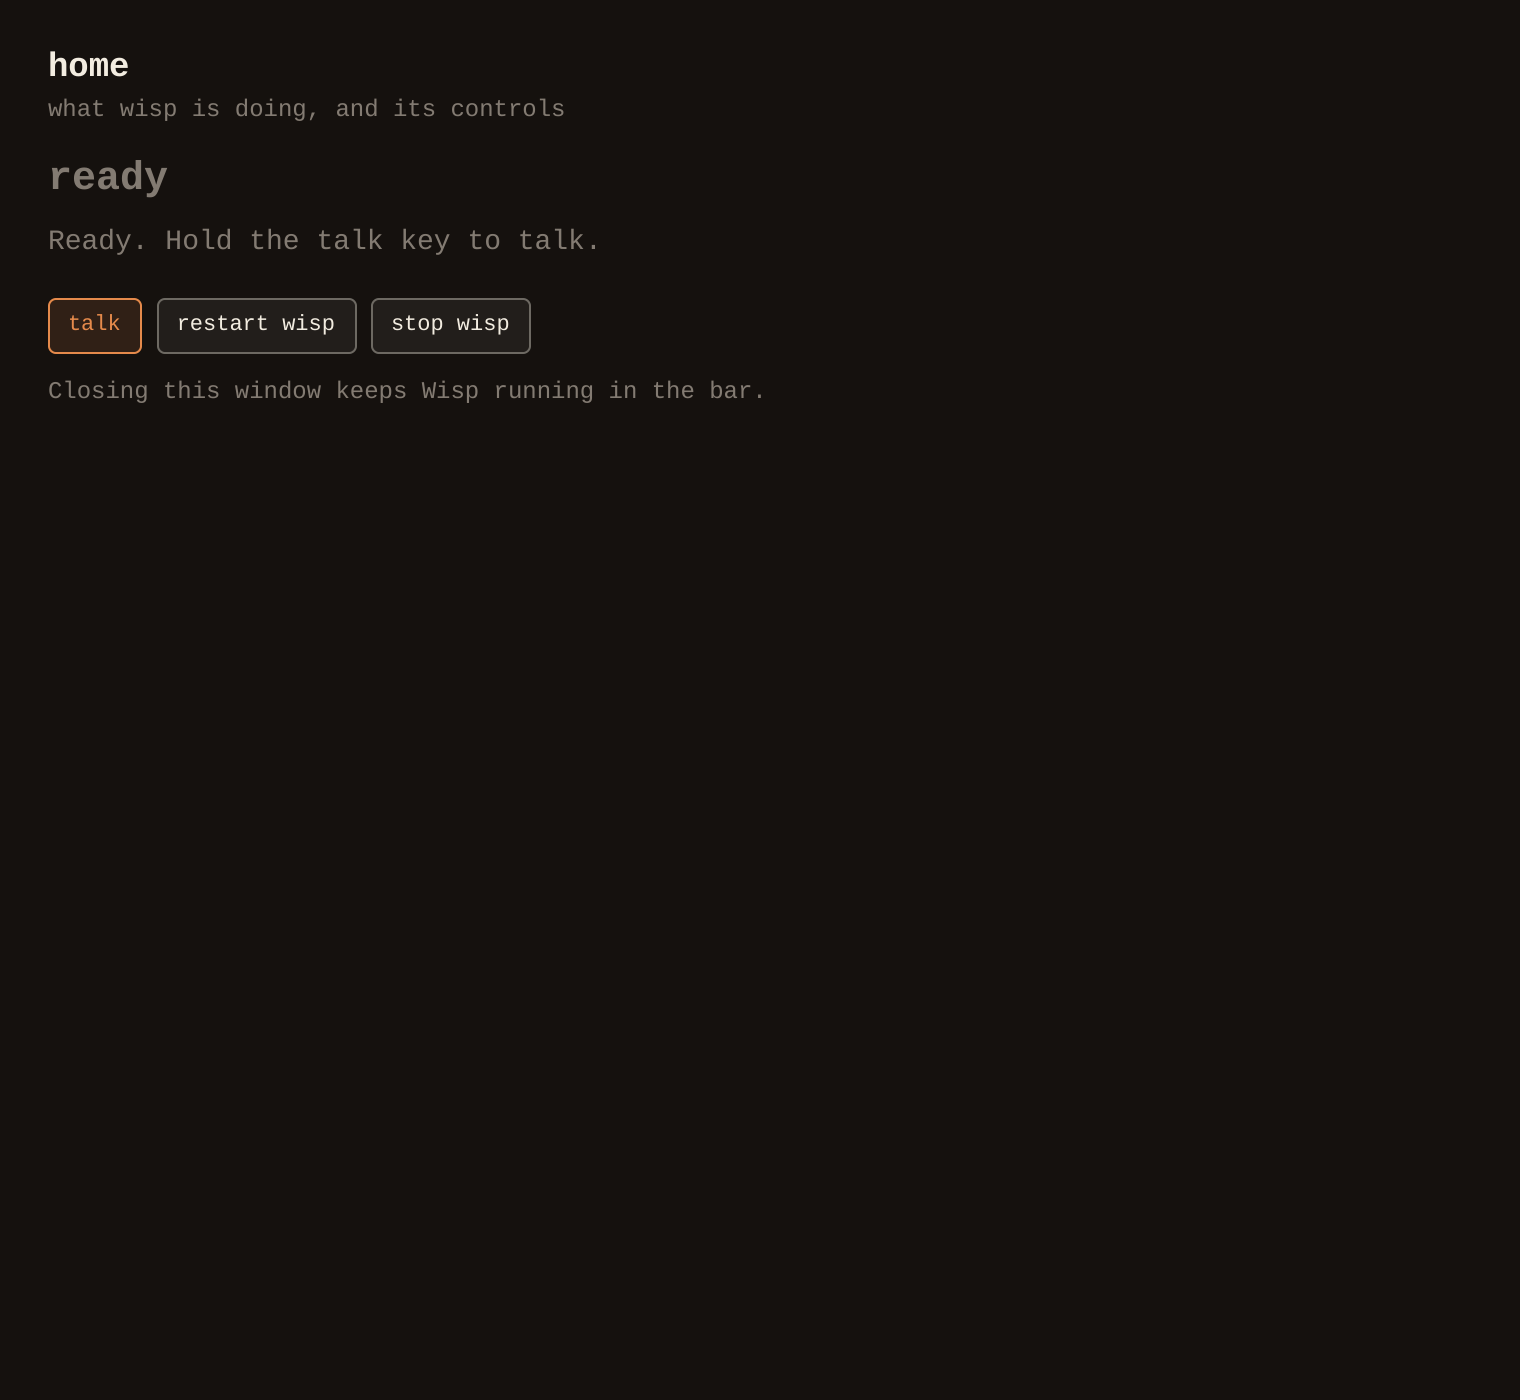 home
what wisp is doing, and its controls
ready
Ready. Hold the talk key to talk.
talk restart wisp stop wisp
Closing this window keeps Wisp running in the bar.